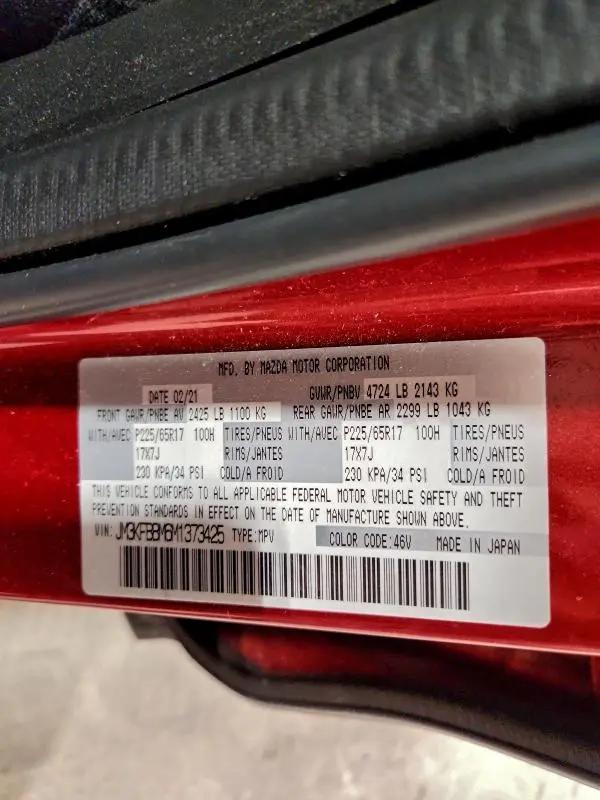 MFD. BY MAZDA MOTOR CORPORATION
DATE 02/21 GVWR/PNBV 4724 LB 2143 KG
FRONT GAWR/PNBE AV 2425 LB 1100 KG REAR GAWR/PNBE AR 2299 LB 1043 KG
WITH/AVEC P225/65R17 100H TIRES/PNEUS WITH/AVEC P225/65R17 100H TIRES/PNEUS
17X7J RIMS/JANTES 17X7J RIMS/JANTES
230 KPA/34 PSI COLD/A FROID 230 KPA/34 PSI COLD/A FROID
THIS VEHICLE CONFORMS TO ALL APPLICABLE FEDERAL MOTOR VEHICLE SAFETY AND THEFT
PREVENTION STANDARDS IN EFFECT ON THE DATE OF MANUFACTURE SHOWN ABOVE.
VIN: JM3KFBBM6M1373425 TYPE:MPV COLOR CODE:46V MADE IN JAPAN